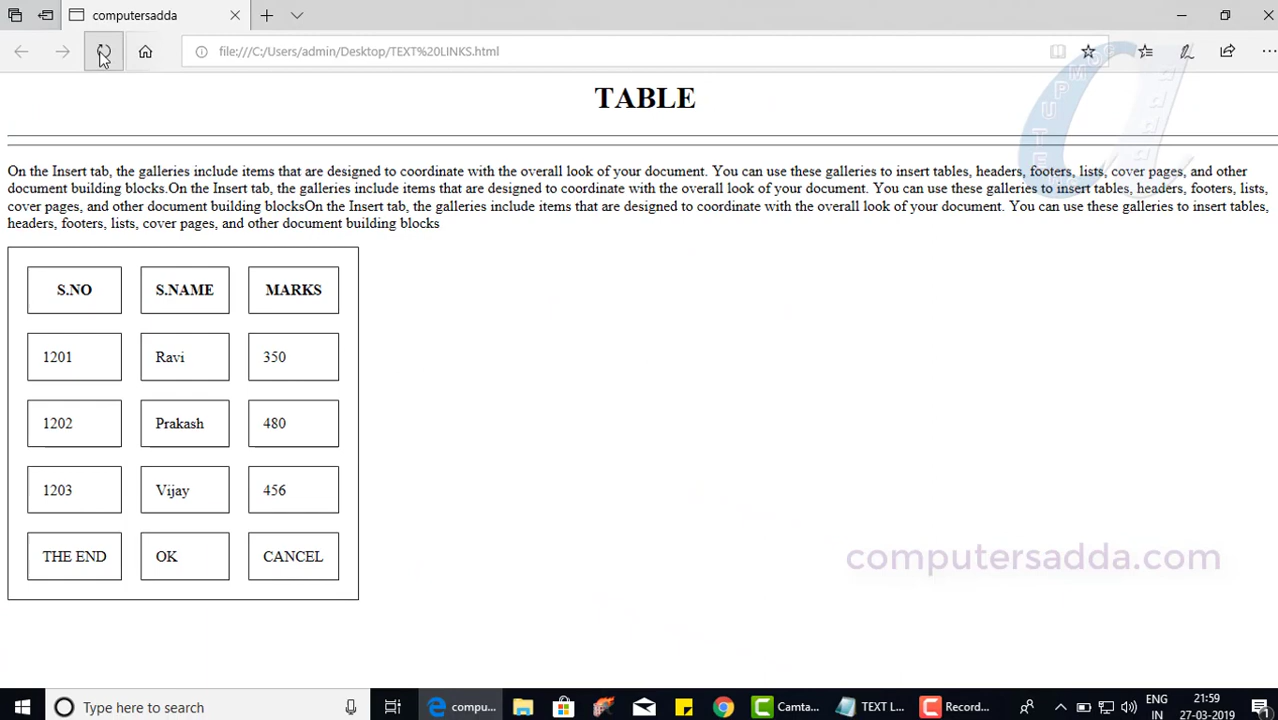 computersadda
file:///C:/Users/admin/Desktop/TEXT%20LINKS.html
TABLE
On the Insert tab, the galleries include items that are designed to coordinate with the overall look of your document. You can use these galleries to insert tables, headers, footers, lists, cover pages, and other
document building blocks.On the Insert tab, the galleries include items that are designed to coordinate with the overall look of your document. You can use these galleries to insert tables, headers, footers, lists,
cover pages, and other document building blocksOn the Insert tab, the galleries include items that are designed to coordinate with the overall look of your document. You can use these galleries to insert tables,
headers, footers, lists, cover pages, and other document building blocks
S.NO S.NAME MARKS
1201 Ravi 350
1202 Prakash 480
1203 Vijay 456
THE END OK CANCEL
computersadda.com
Type here to search
compu...
Camta...
TEXT L...
Record...
ENG
IN
21:59
27-03-2019